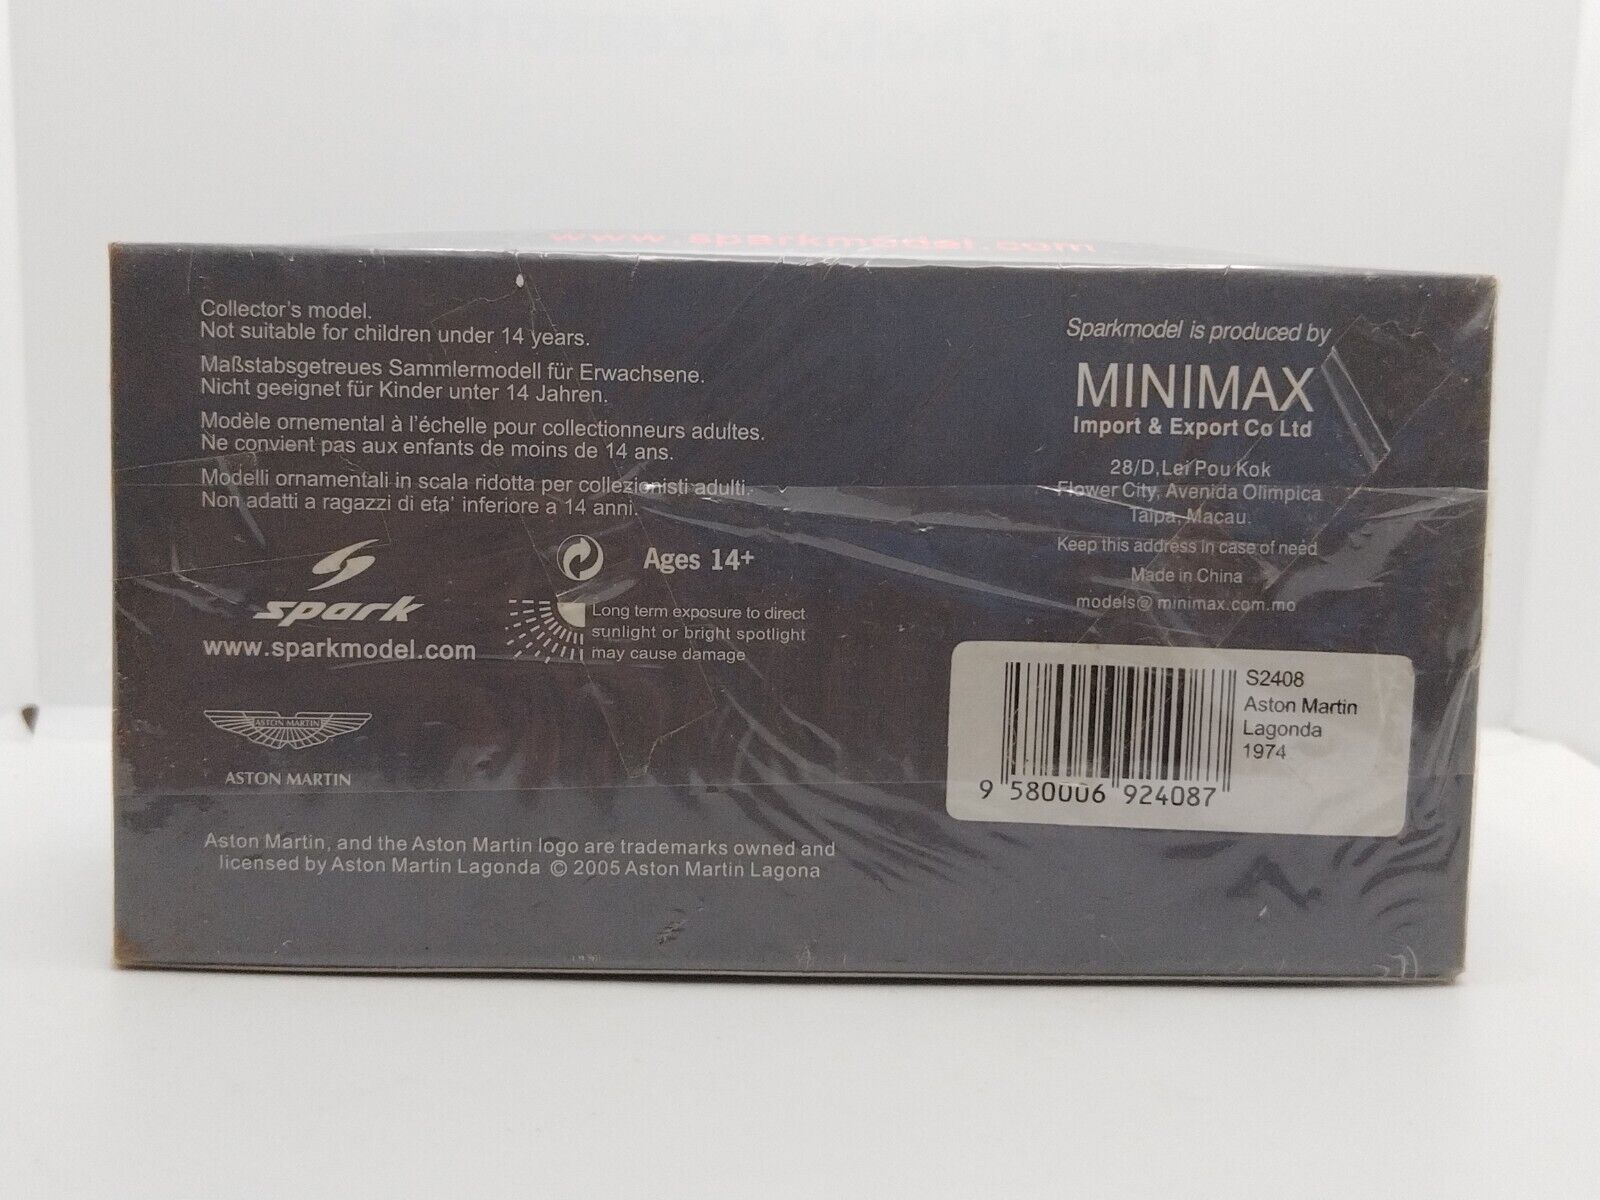 www.sparkmodel.com
Collector's model.
Not suitable for children under 14 years.
Maßstabsgetreues Sammlermodell für Erwachsene.
Nicht geeignet für Kinder unter 14 Jahren.
Modèle ornemental à l'échelle pour collectionneurs adultes.
Ne convient pas aux enfants de moins de 14 ans.
Modelli ornamentali in scala ridotta per collezionisti adulti.
Non adatti a ragazzi di eta' inferiore a 14 anni.
spark
www.sparkmodel.com
Ages 14+
Long term exposure to direct
sunlight or bright spotlight
may cause damage
ASTON MARTIN
ASTON MARTIN
Aston Martin, and the Aston Martin logo are trademarks owned and
licensed by Aston Martin Lagonda © 2005 Aston Martin Lagona
Sparkmodel is produced by
MINIMAX
Import & Export Co Ltd
28/D, Lei Pou Kok
Flower City, Avenida Olimpica
Taipa, Macau.
Keep this address in case of need
Made in China
models@minimax.com.mo
S2408
Aston Martin
Lagonda
1974
9 580006 924087